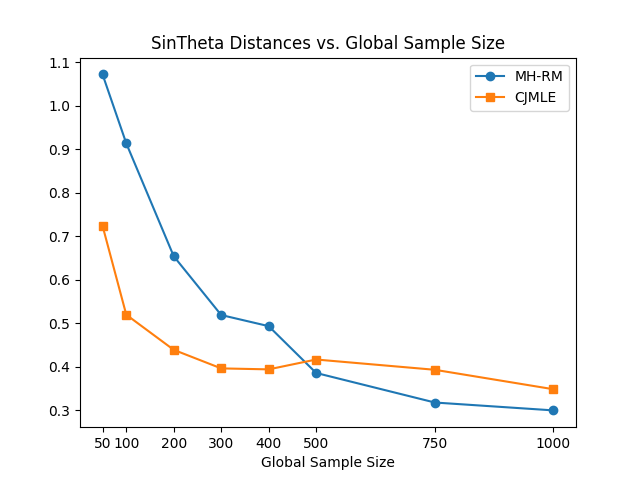 SinTheta Distances vs. Global Sample Size
MH-RM
CJMLE
1.1
1.0
0.9
0.8
0.7
0.6
0.5
0.4
0.3
50 100 200 300 400 500 750 1000
Global Sample Size